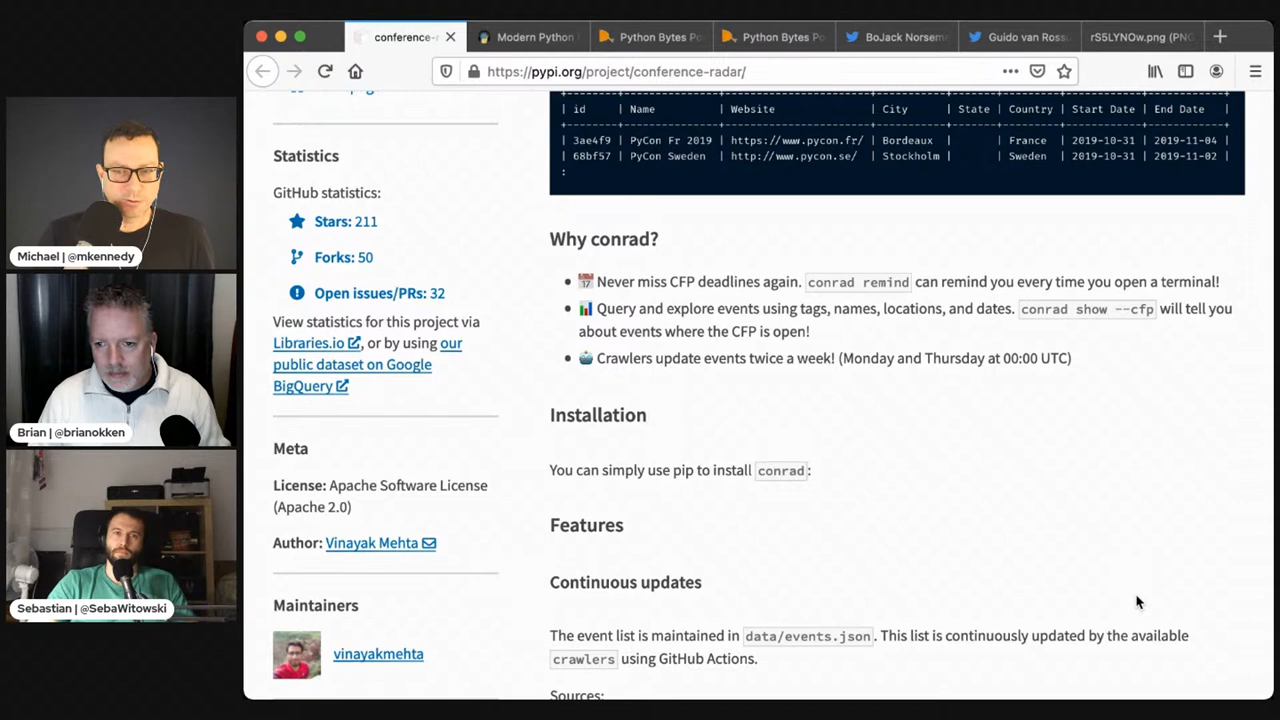 conference-r
Modern Python
Python Bytes Po
Python Bytes Po
BoJack Norsem
Guido van Ross
rS5LYNOw.png (PNG
https://pypi.org/project/conference-radar/
| id | Name | Website | City | State | Country | Start Date | End Date |
| 3ae4f9 | PyCon Fr 2019 | https://www.pycon.fr/ | Bordeaux | | France | 2019-10-31 | 2019-11-04 |
| 68bf57 | PyCon Sweden | http://www.pycon.se/ | Stockholm | | Sweden | 2019-10-31 | 2019-11-02 |
:
Statistics
GitHub statistics:
Stars: 211
Forks: 50
Open issues/PRs: 32
View statistics for this project via
Libraries.io, or by using our
public dataset on Google
BigQuery
Meta
License: Apache Software License
(Apache 2.0)
Author: Vinayak Mehta
Maintainers
vinayakmehta
Why conrad?
Never miss CFP deadlines again. conrad remind can remind you every time you open a terminal!
Query and explore events using tags, names, locations, and dates. conrad show --cfp will tell you
about events where the CFP is open!
Crawlers update events twice a week! (Monday and Thursday at 00:00 UTC)
Installation
You can simply use pip to install conrad:
Features
Continuous updates
The event list is maintained in data/events.json. This list is continuously updated by the available
crawlers using GitHub Actions.
Sources:
Michael | @mkennedy
Brian | @brianokken
Sebastian | @SebaWitowski